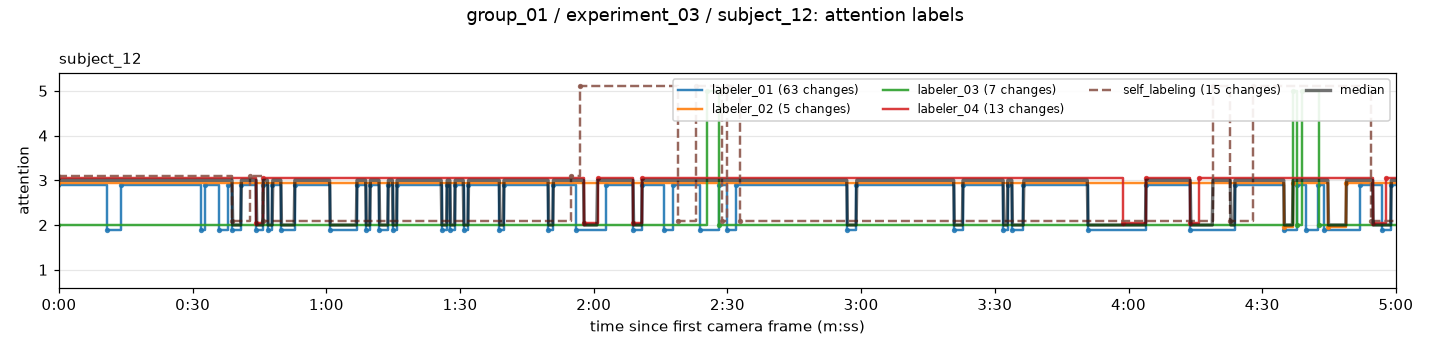 group_01 / experiment_03 / subject_12: attention labels
subject_12
labeler_01 (63 changes)
labeler_02 (5 changes)
labeler_03 (7 changes)
labeler_04 (13 changes)
self_labeling (15 changes)
median
attention
5
4
3
2
1
0:00 0:30 1:00 1:30 2:00 2:30 3:00 3:30 4:00 4:30 5:00
time since first camera frame (m:ss)